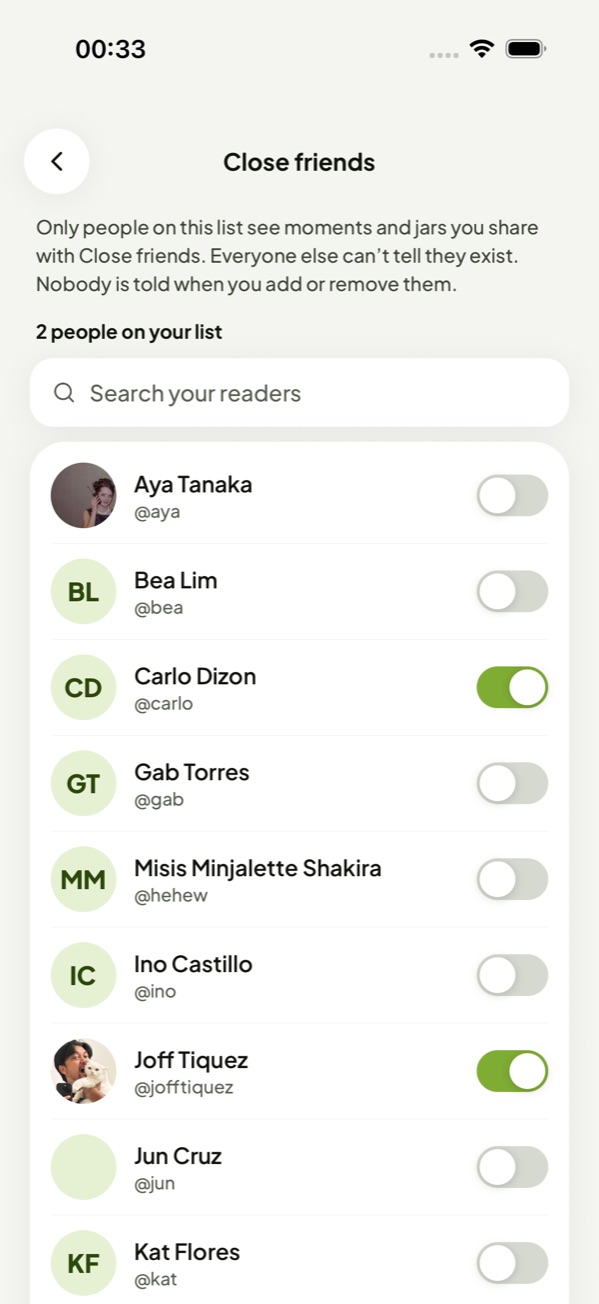 00:33
Close friends
Only people on this list see moments and jars you share
with Close friends. Everyone else can’t tell they exist.
Nobody is told when you add or remove them.
2 people on your list
Search your readers
Aya Tanaka
@aya
BL
Bea Lim
@bea
CD
Carlo Dizon
@carlo
GT
Gab Torres
@gab
MM
Misis Minjalette Shakira
@hehew
IC
Ino Castillo
@ino
Joff Tiquez
@jofftiquez
Jun Cruz
@jun
KF
Kat Flores
@kat